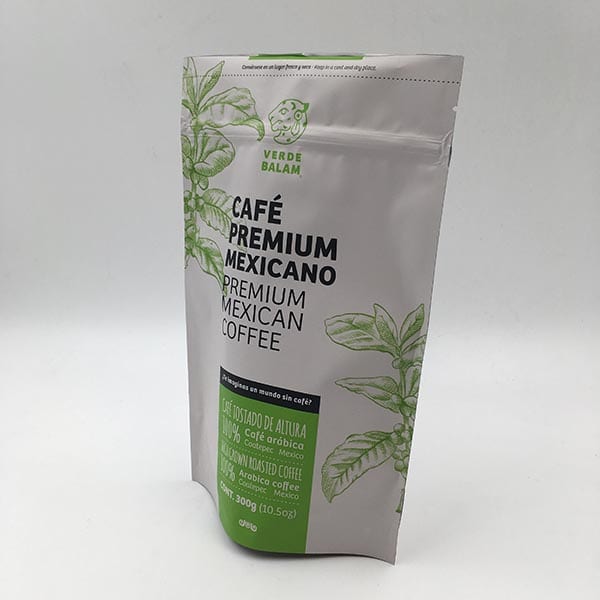 Consérvese en un lugar fresco y seco - Keep in a cool and dry place.
VERDE
BALAM
CAFÉ
PREMIUM
MEXICANO
PREMIUM
MEXICAN
COFFEE
¿Te imaginas un mundo sin café?
CAFÉ TOSTADO DE ALTURA
100% Café arábica
Coatepec Mexico
GROWN ROASTED COFFEE
100% Arabica coffee
Coatepec Mexico
CONT. 300g (10.5oz)